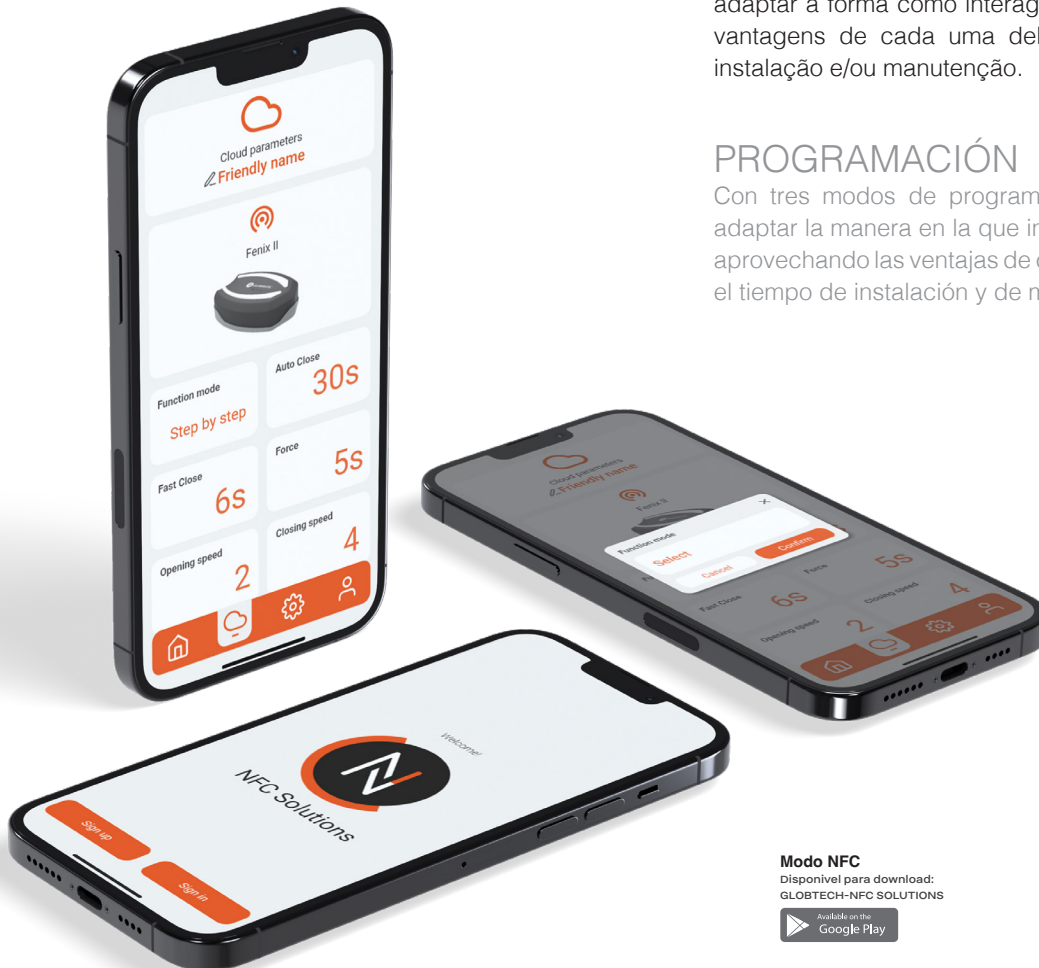 adaptar a forma como interag
vantagens de cada uma del
instalação e/ou manutenção.
PROGRAMACIÓN
Con tres modos de program
adaptar la manera en la que in
aprovechando las ventajas de
el tiempo de instalación y de m
Cloud parameters
Friendly name
Fenix II
Function mode
Step by step
Auto Close
30s
Fast Close
6s
Force
5s
Opening speed
2
Closing speed
4
Cloud parameters
Friendly name
Fenix II
Function mode
Select
Cancel
Confirm
Fast Close
6s
Force
5s
Opening speed
2
Closing speed
4
Welcome!
NFC Solutions
Sign up
Sign in
Modo NFC
Disponivel para download:
GLOBTECH-NFC SOLUTIONS
Available on the
Google Play